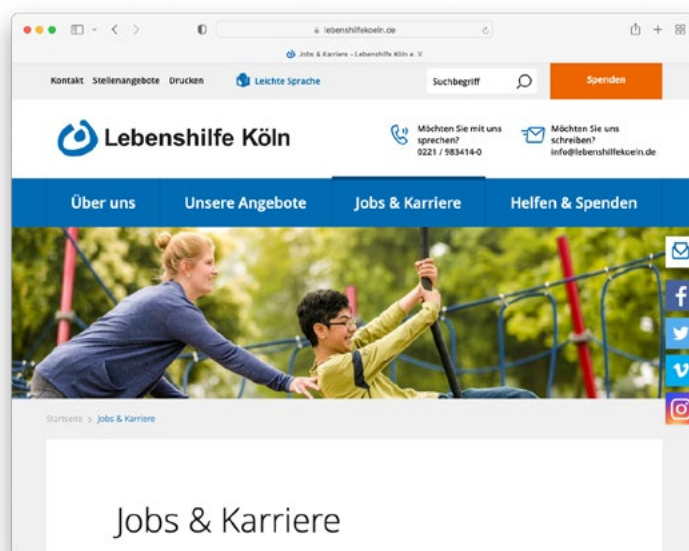 lebenshilfekoeln.de
Jobs & Karriere – Lebenshilfe Köln e. V.
Kontakt Stellenangebote Drucken Leichte Sprache Suchbegriff Spenden
Lebenshilfe Köln
Möchten Sie mit uns
sprechen?
0221 / 983414-0
Möchten Sie uns
schreiben?
info@lebenshilfekoeln.de
Über uns Unsere Angebote Jobs & Karriere Helfen & Spenden
Startseite > Jobs & Karriere
Jobs & Karriere